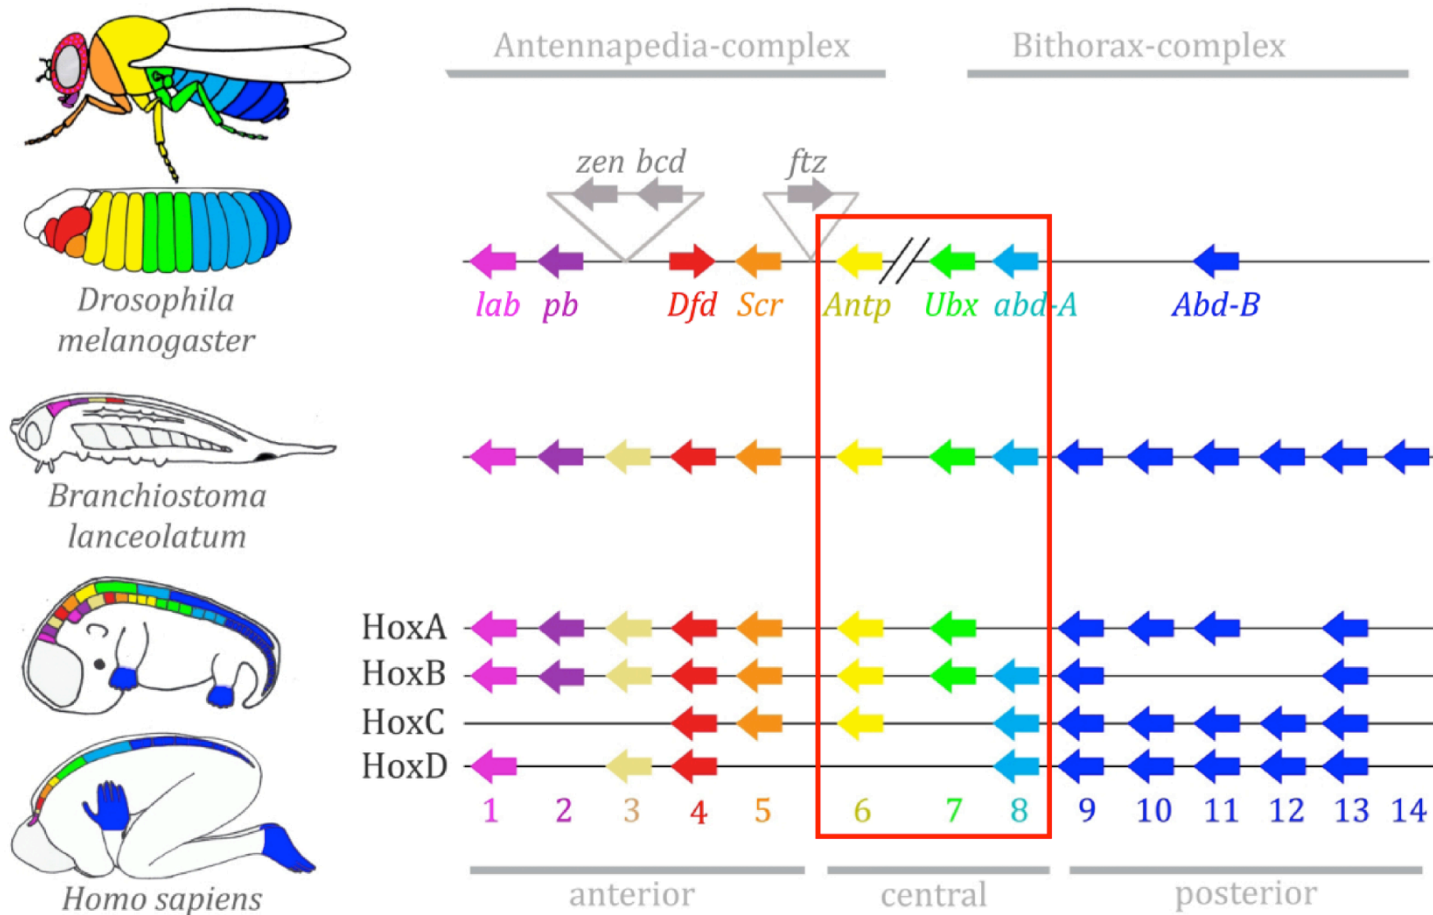 Antennapedia-complex Bithorax-complex
zen bcd ftz
lab pb Dfd Scr Antp Ubx abd-A Abd-B
Drosophila
melanogaster
Branchiostoma
lanceolatum
HoxA
HoxB
HoxC
HoxD
1 2 3 4 5 6 7 8 9 10 11 12 13 14
anterior central posterior
Homo sapiens